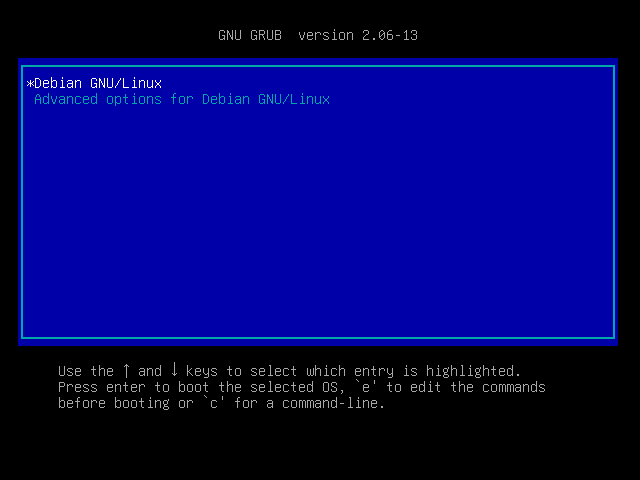 GNU GRUB  version 2.06-13
*Debian GNU/Linux
Advanced options for Debian GNU/Linux
Use the ↑ and ↓ keys to select which entry is highlighted.
Press enter to boot the selected OS, `e' to edit the commands
before booting or `c' for a command-line.